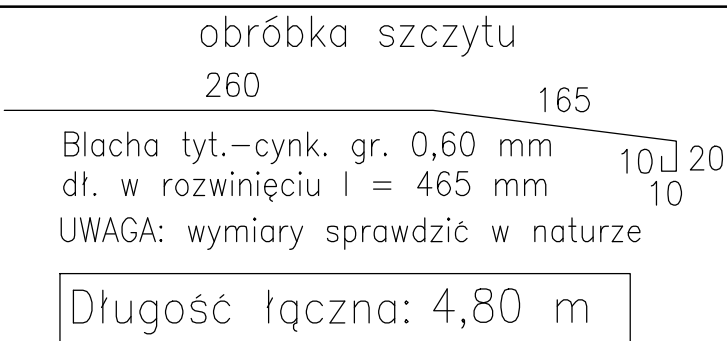 obróbka szczytu
260
165
Blacha tyt.-cynk. gr. 0,60 mm
10 20
dł. w rozwinięciu l = 465 mm
10
UWAGA: wymiary sprawdzić w naturze
Długość łączna: 4,80 m